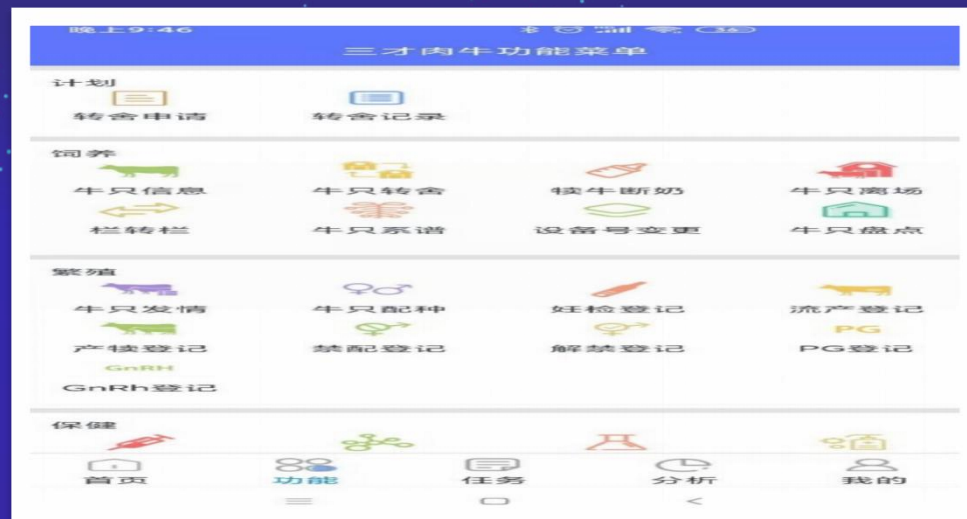 晚上9:46 36
三才肉牛功能菜单
计划
转舍申请 转舍记录
饲养
牛只信息 牛只转舍 犊牛断奶 牛只离场
栏转栏 牛只系谱 设备号变更 牛只盘点
繁殖
牛只发情 牛只配种 妊检登记 流产登记
PG
产犊登记 禁配登记 解禁登记 PG登记
GnRH
GnRh登记
保健
首页 功能 任务 分析 我的